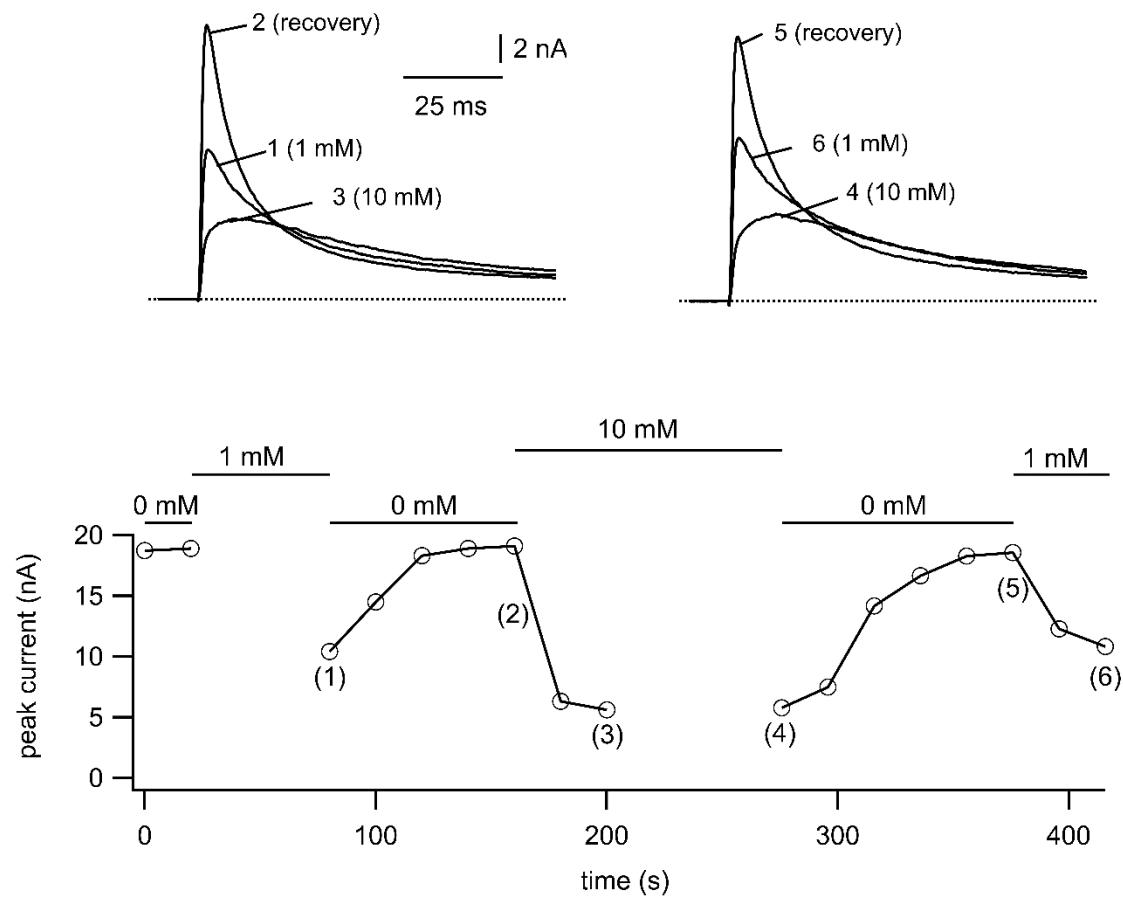 2 (recovery)
2 nA
25 ms
1 (1 mM)
3 (10 mM)
5 (recovery)
6 (1 mM)
4 (10 mM)
10 mM
1 mM
1 mM
0 mM
0 mM
0 mM
20
15
10
5
0
peak current (nA)
(1)
(2)
(3)
(4)
(5)
(6)
0
100
200
300
400
time (s)